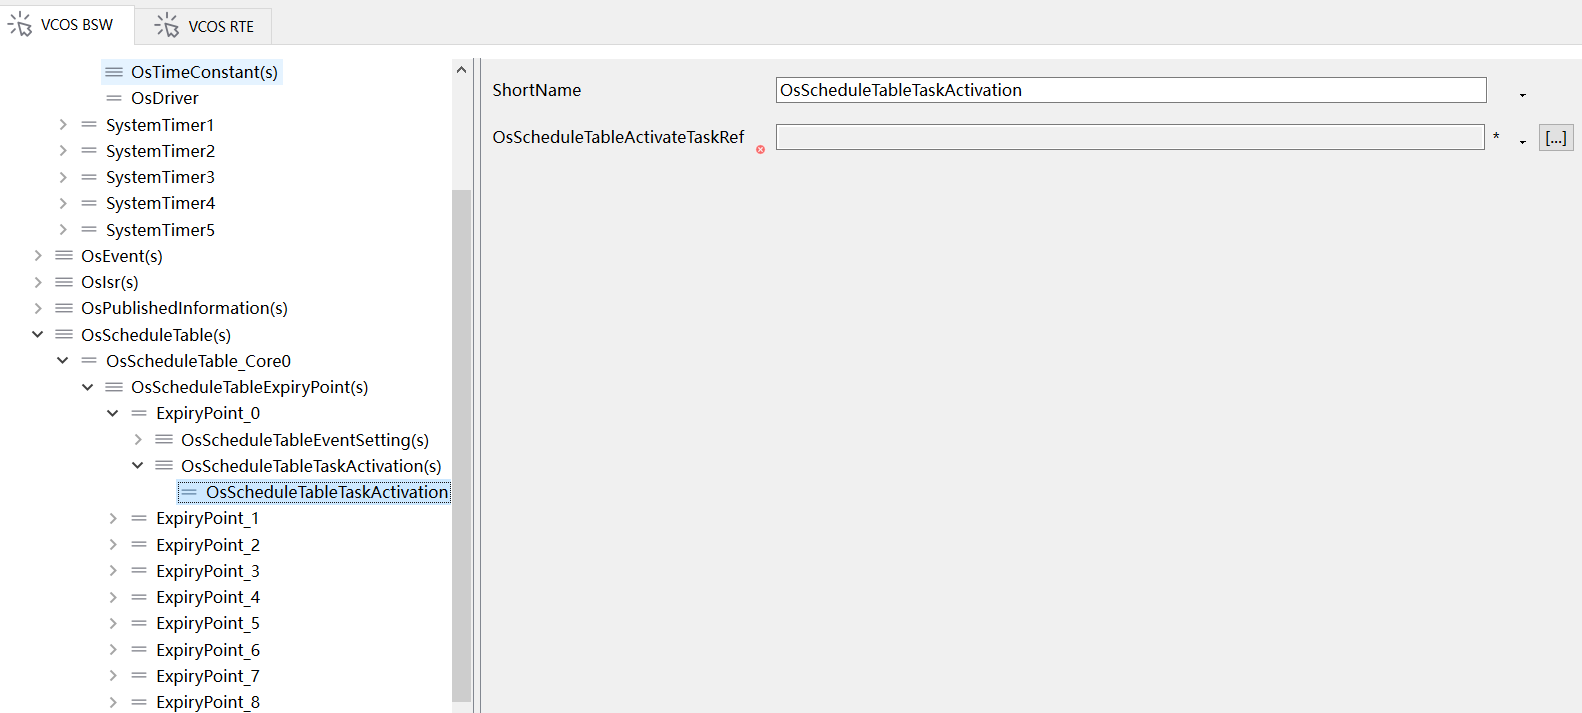 VCOS BSW
VCOS RTE
OsTimeConstant(s)
OsDriver
SystemTimer1
SystemTimer2
SystemTimer3
SystemTimer4
SystemTimer5
OsEvent(s)
OsIsr(s)
OsPublishedInformation(s)
OsScheduleTable(s)
OsScheduleTable_Core0
OsScheduleTableExpiryPoint(s)
ExpiryPoint_0
OsScheduleTableEventSetting(s)
OsScheduleTableTaskActivation(s)
OsScheduleTableTaskActivation
ExpiryPoint_1
ExpiryPoint_2
ExpiryPoint_3
ExpiryPoint_4
ExpiryPoint_5
ExpiryPoint_6
ExpiryPoint_7
ExpiryPoint_8
ShortName OsScheduleTableTaskActivation
OsScheduleTableActivateTaskRef * [...]